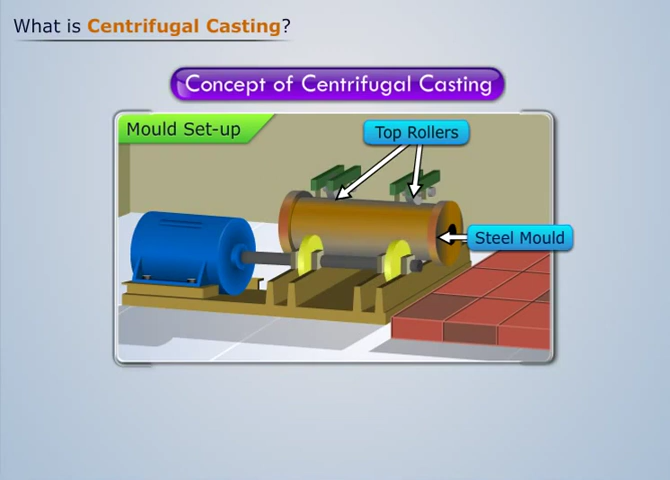 What is Centrifugal Casting?
Concept of Centrifugal Casting
Mould Set-up
Top Rollers
Steel Mould